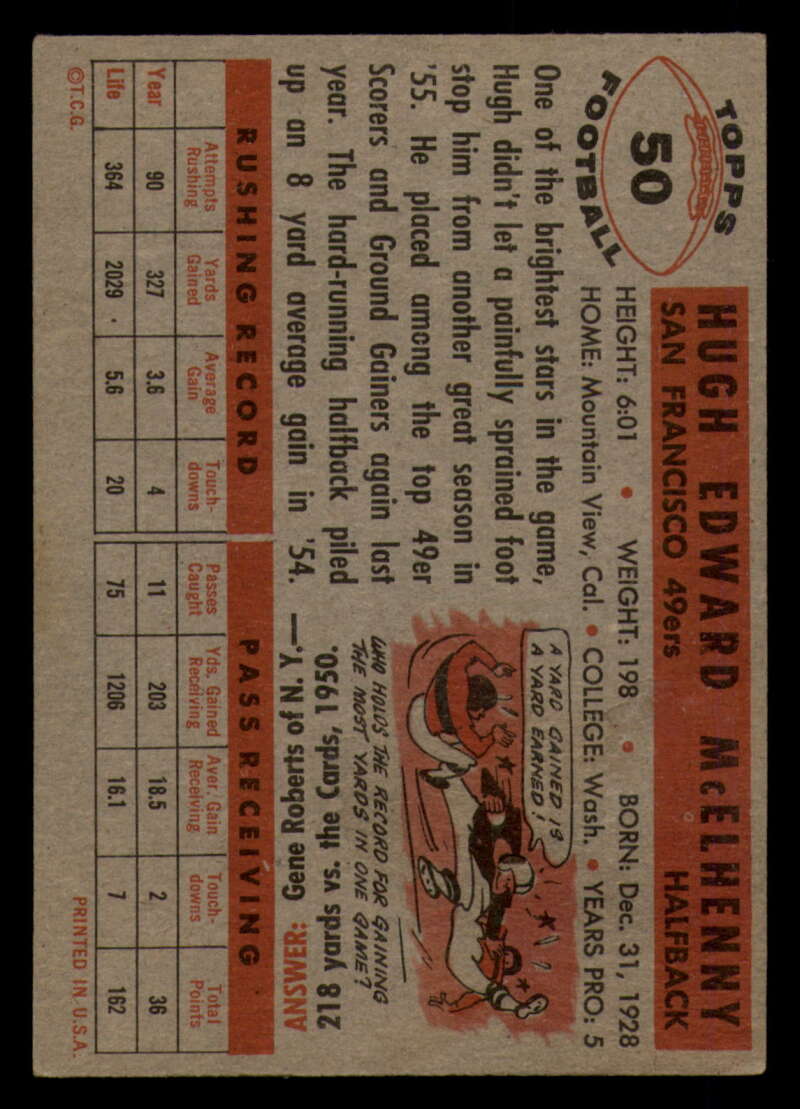 TOPPS
50
FOOTBALL
HUGH EDWARD McELHENNY
SAN FRANCISCO 49ers HALFBACK
HEIGHT: 6:01 • WEIGHT: 198 • BORN: Dec. 31, 1928
HOME: Mountain View, Cal. • COLLEGE: Wash. • YEARS PRO: 5
One of the brightest stars in the game,
Hugh didn't let a painfully sprained foot
stop him from another great season in
'55. He placed among the top 49er
Scorers and Ground Gainers again last
year. The hard-running halfback piled
up an 8 yard average gain in '54.
A YARD GAINED IS
A YARD EARNED!
WHO HOLDS THE RECORD FOR GAINING
THE MOST YARDS IN ONE GAME?
ANSWER: Gene Roberts of N. Y.—
218 yards vs. the Cards, 1950.
RUSHING RECORD PASS RECEIVING
Attempts Rushing Yards Gained Average Gain Touch-downs Passes Caught Yds. Gained Receiving Aver. Gain Receiving Touch-downs Total Points
Year 90 327 3.6 4 11 203 18.5 2 36
Life 364 2029 5.6 20 75 1206 16.1 7 162
©T.C.G. PRINTED IN U.S.A.